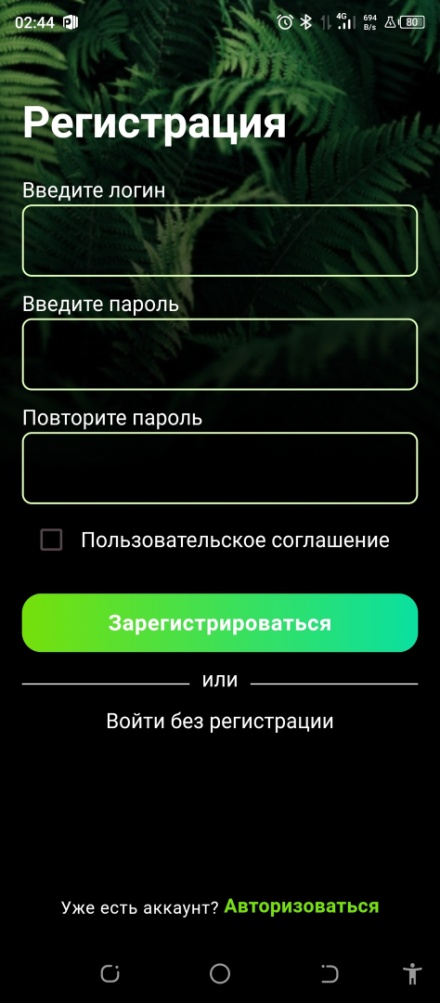 02:44 4G 694 B/s 80
Регистрация
Введите логин
Введите пароль
Повторите пароль
Пользовательское соглашение
Зарегистрироваться
или
Войти без регистрации
Уже есть аккаунт? Авторизоваться